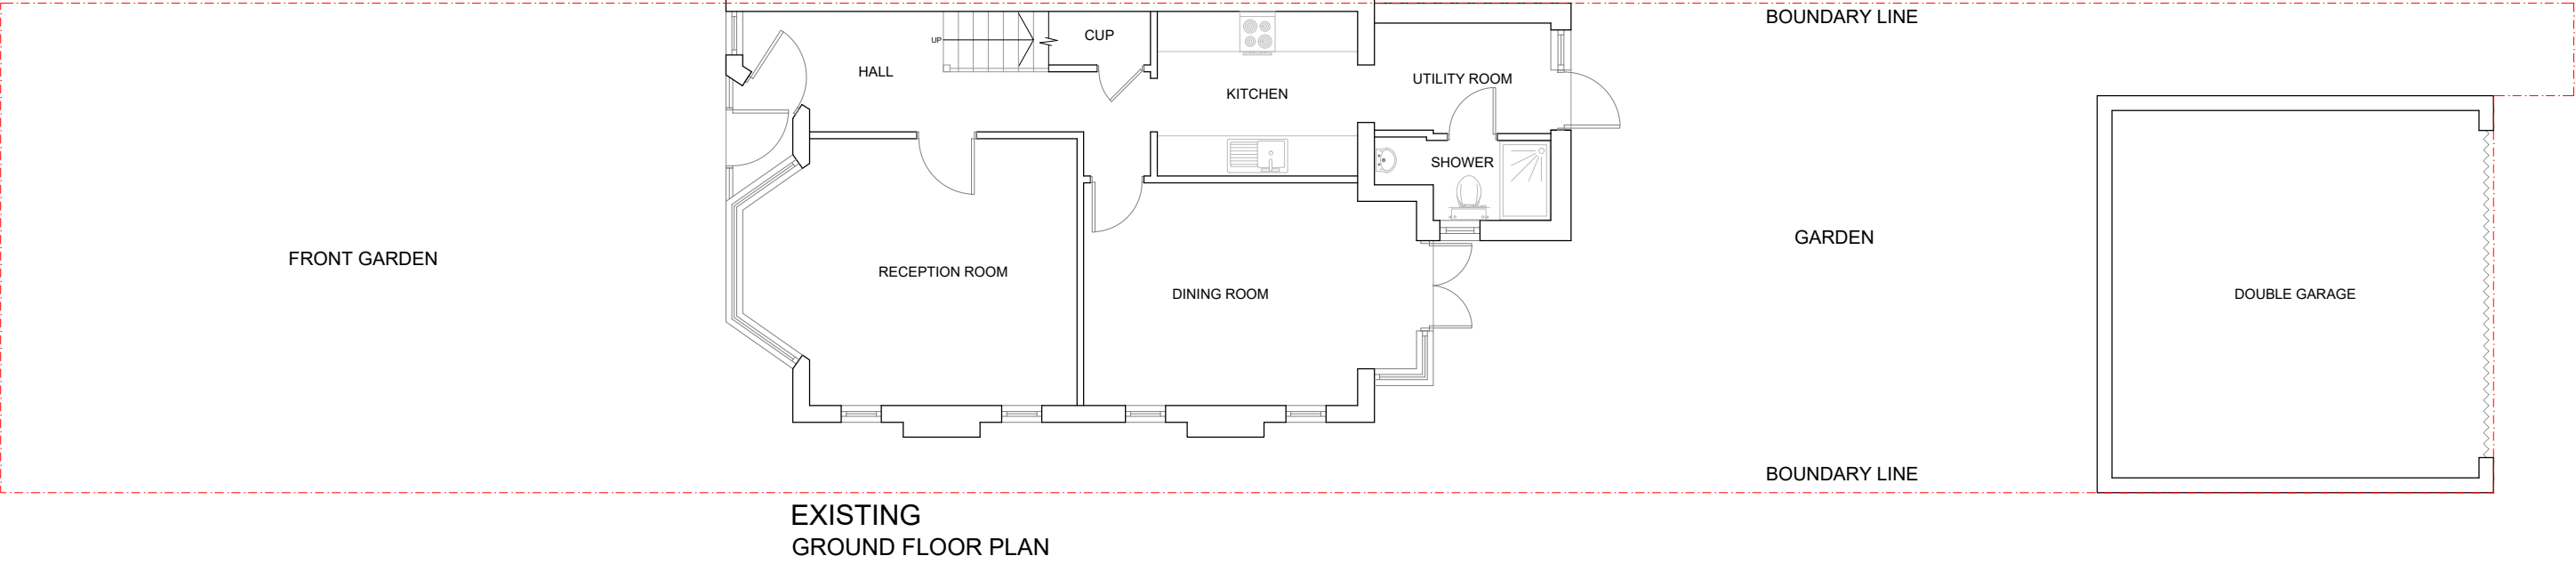 BOUNDARY LINE
UP
CUP
HALL
KITCHEN
UTILITY ROOM
SHOWER
FRONT GARDEN
RECEPTION ROOM
DINING ROOM
GARDEN
DOUBLE GARAGE
BOUNDARY LINE
EXISTING
GROUND FLOOR PLAN